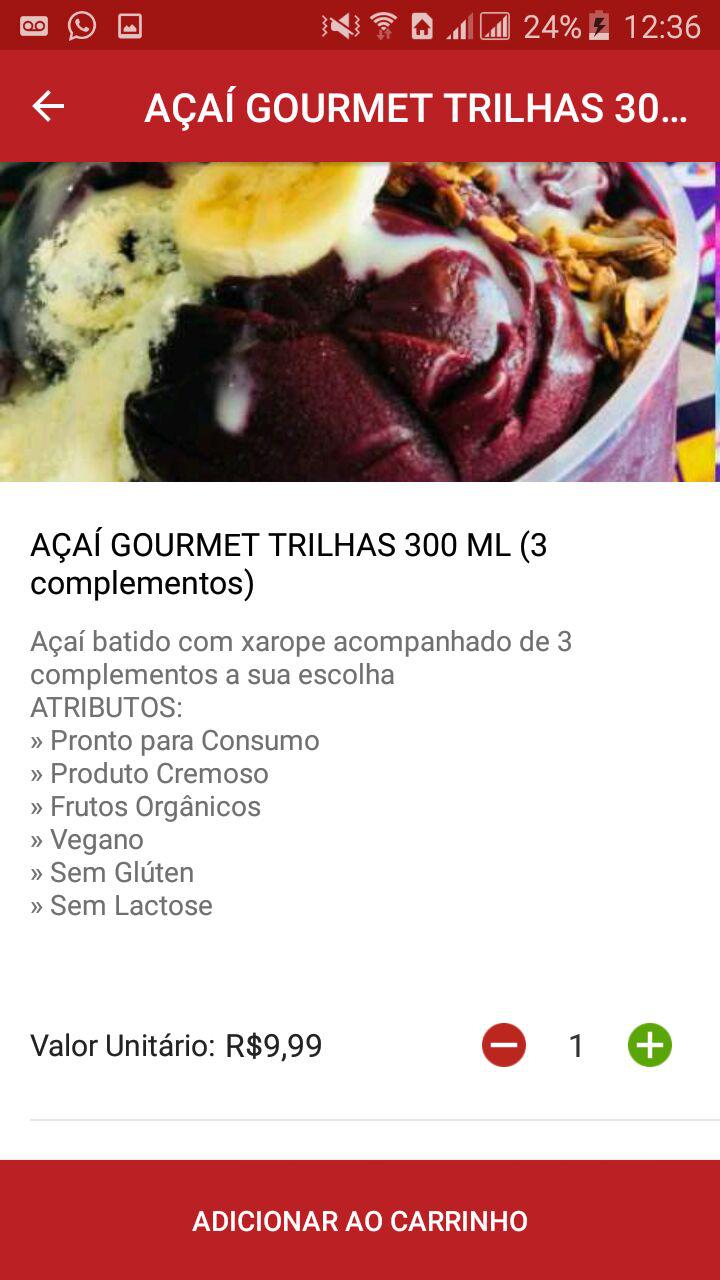 24% 12:36
AÇAÍ GOURMET TRILHAS 30...
AÇAÍ GOURMET TRILHAS 300 ML (3
complementos)
Açaí batido com xarope acompanhado de 3
complementos a sua escolha
ATRIBUTOS:
» Pronto para Consumo
» Produto Cremoso
» Frutos Orgânicos
» Vegano
» Sem Glúten
» Sem Lactose
Valor Unitário: R$9,99 1
ADICIONAR AO CARRINHO